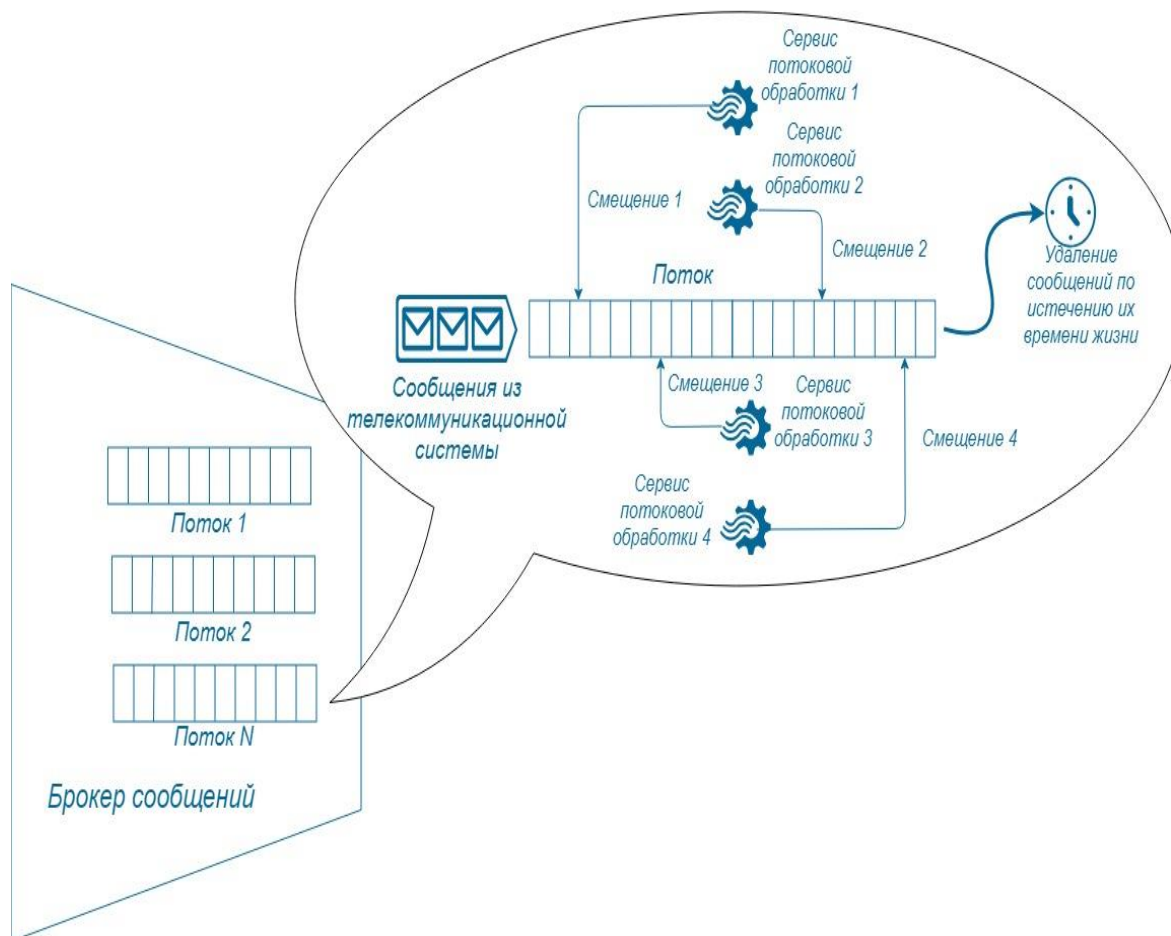 Сервис
потоковой
обработки 1
Сервис
потоковой
обработки 2
Смещение 1
Смещение 2
Удаление
сообщений по
истечению их
времени жизни
Поток
Сообщения из
телекоммуникационной
системы
Смещение 3
Сервис
потоковой
обработки 3
Смещение 4
Сервис
потоковой
обработки 4
Поток 1
Поток 2
Поток N
Брокер сообщений